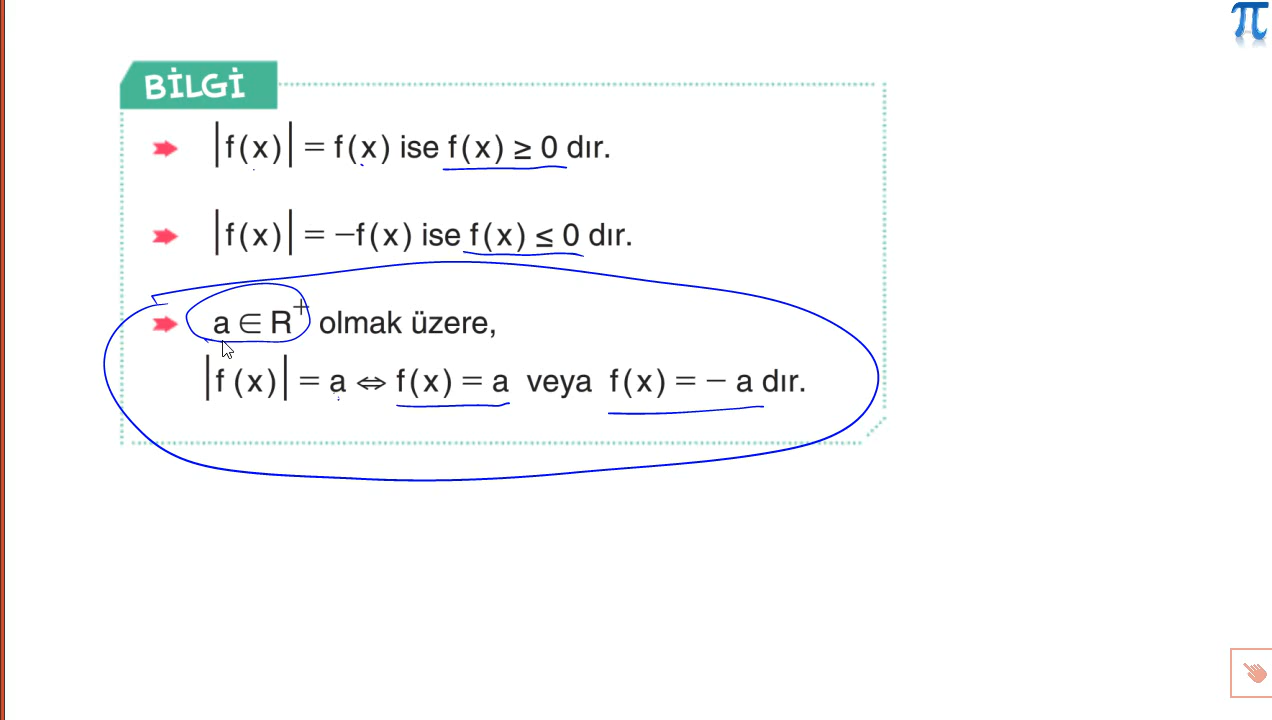 π
BİLGİ
|f(x)| = f(x) ise f(x) ≥ 0 dır.
|f(x)| = −f(x) ise f(x) ≤ 0 dır.
a ∈ R⁺ olmak üzere,
|f (x)| = a ⇔ f(x) = a veya f(x) = − a dır.